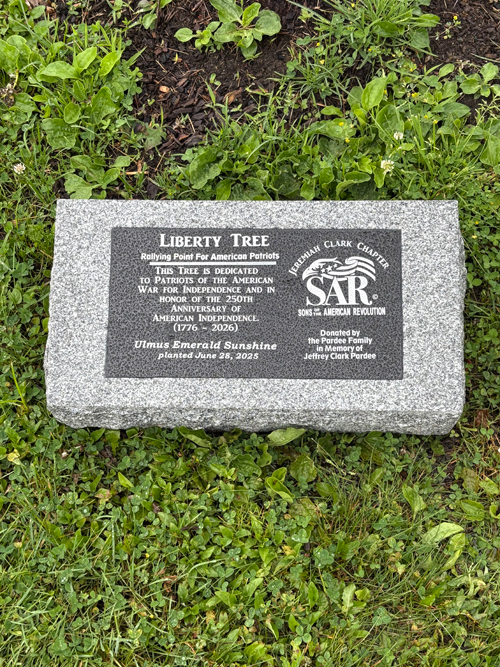 LIBERTY TREE
Rallying Point For American Patriots
THIS TREE IS DEDICATED
TO PATRIOTS OF THE AMERICAN
WAR FOR INDEPENDENCE AND IN
HONOR OF THE 250TH
ANNIVERSARY OF
AMERICAN INDEPENDENCE.
(1776 – 2026)
Ulmus Emerald Sunshine
planted June 28, 2025
JEREMIAH CLARK CHAPTER
SAR©
SONS OF THE AMERICAN REVOLUTION
Donated by
the Pardee Family
in Memory of
Jeffrey Clark Pardee